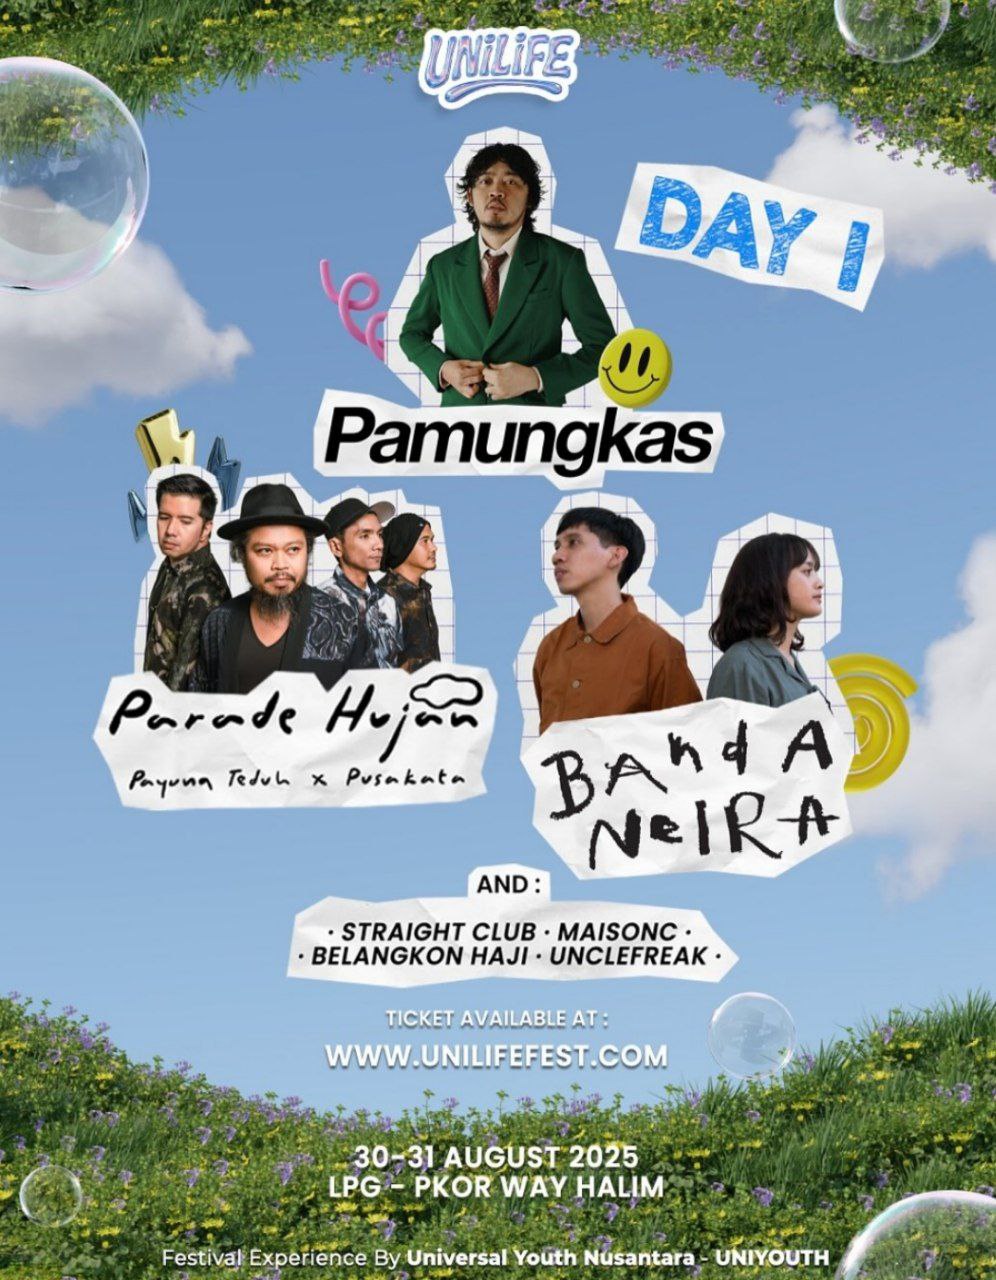 UNILIFE
DAY 1
Pamungkas
Parade Hujan
Payung Teduh x Pusakata
BAndA
NeIRA
AND :
· STRAIGHT CLUB · MAISONC ·
· BELANGKON HAJI · UNCLEFREAK ·
TICKET AVAILABLE AT :
WWW.UNILIFEFEST.COM
30-31 AUGUST 2025
LPG - PKOR WAY HALIM
Festival Experience By Universal Youth Nusantara - UNIYOUTH